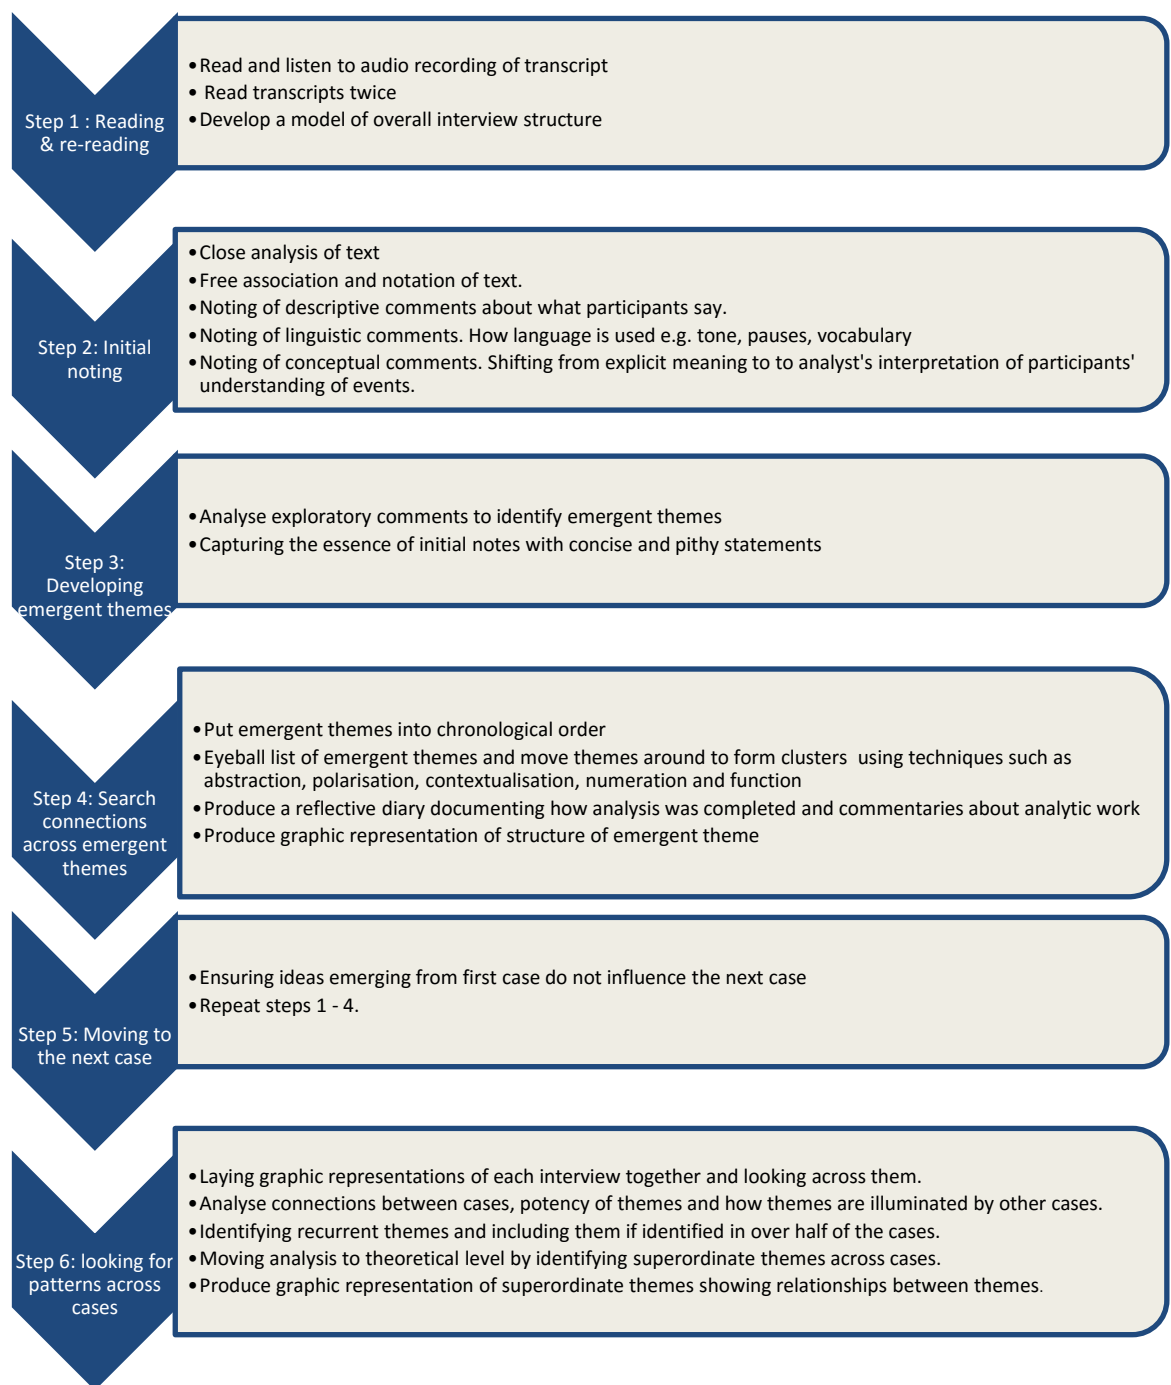 Step 1 : Reading
& re-reading
•Read and listen to audio recording of transcript
• Read transcripts twice
•Develop a model of overall interview structure
Step 2: Initial
noting
•Close analysis of text
•Free association and notation of text.
•Noting of descriptive comments about what participants say.
•Noting of linguistic comments. How language is used e.g. tone, pauses, vocabulary
•Noting of conceptual comments. Shifting from explicit meaning to to analyst's interpretation of participants'
understanding of events.
Step 3:
Developing
emergent themes
•Analyse exploratory comments to identify emergent themes
•Capturing the essence of initial notes with concise and pithy statements
Step 4: Search
connections
across emergent
themes
•Put emergent themes into chronological order
•Eyeball list of emergent themes and move themes around to form clusters using techniques such as
abstraction, polarisation, contextualisation, numeration and function
•Produce a reflective diary documenting how analysis was completed and commentaries about analytic work
•Produce graphic representation of structure of emergent theme
Step 5: Moving to
the next case
•Ensuring ideas emerging from first case do not influence the next case
•Repeat steps 1 - 4.
Step 6: looking for
patterns across
cases
•Laying graphic representations of each interview together and looking across them.
•Analyse connections between cases, potency of themes and how themes are illuminated by other cases.
•Identifying recurrent themes and including them if identified in over half of the cases.
•Moving analysis to theoretical level by identifying superordinate themes across cases.
•Produce graphic representation of superordinate themes showing relationships between themes.